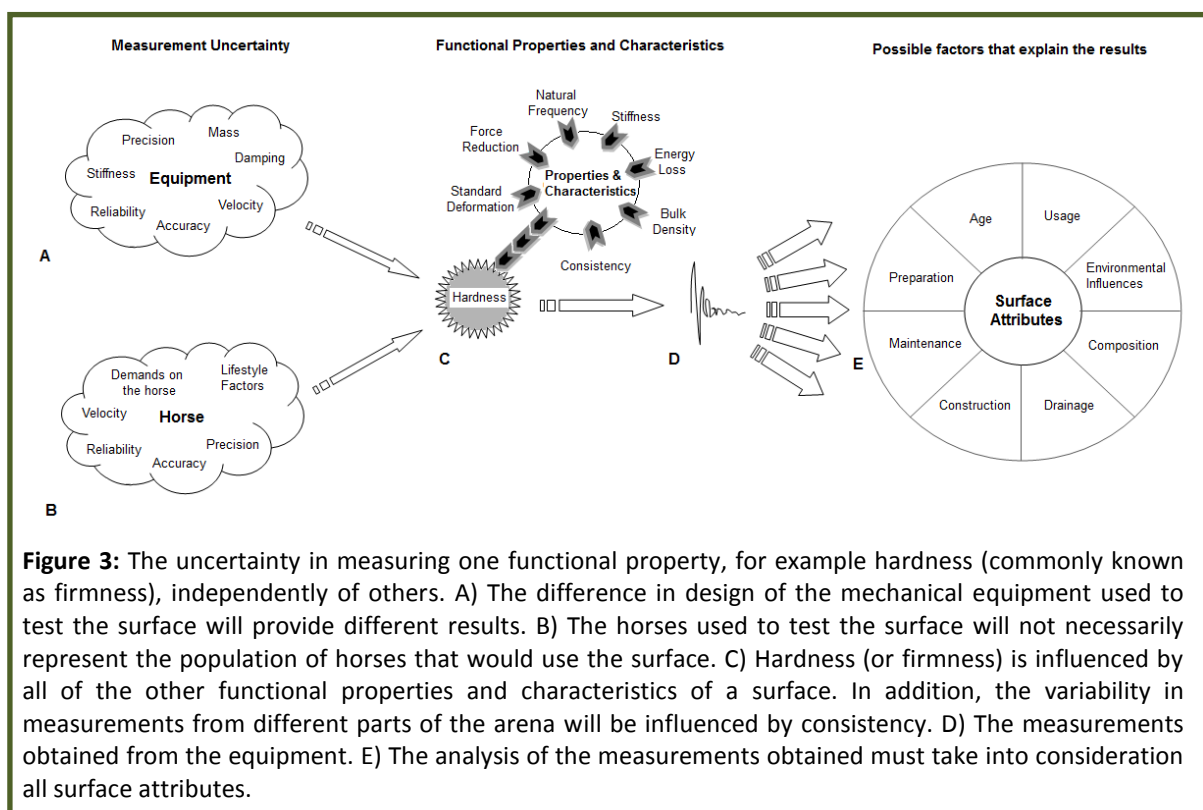 Measurement Uncertainty
Functional Properties and Characteristics
Possible factors that explain the results
Precision
Mass
Damping
Stiffness
Equipment
Velocity
Reliability
Accuracy
A
Demands on
the horse
Lifestyle
Factors
Velocity
Horse
Reliability
Precision
Accuracy
B
Natural
Frequency
Stiffness
Force
Reduction
Energy
Loss
Properties &
Characteristics
Standard
Deformation
Bulk
Density
Consistency
Hardness
C
D
E
Age
Usage
Preparation
Environmental
Influences
Surface
Attributes
Maintenance
Composition
Construction
Drainage
Figure 3: The uncertainty in measuring one functional property, for example hardness (commonly known
as firmness), independently of others. A) The difference in design of the mechanical equipment used to
test the surface will provide different results. B) The horses used to test the surface will not necessarily
represent the population of horses that would use the surface. C) Hardness (or firmness) is influenced by
all of the other functional properties and characteristics of a surface. In addition, the variability in
measurements from different parts of the arena will be influenced by consistency. D) The measurements
obtained from the equipment. E) The analysis of the measurements obtained must take into consideration
all surface attributes.